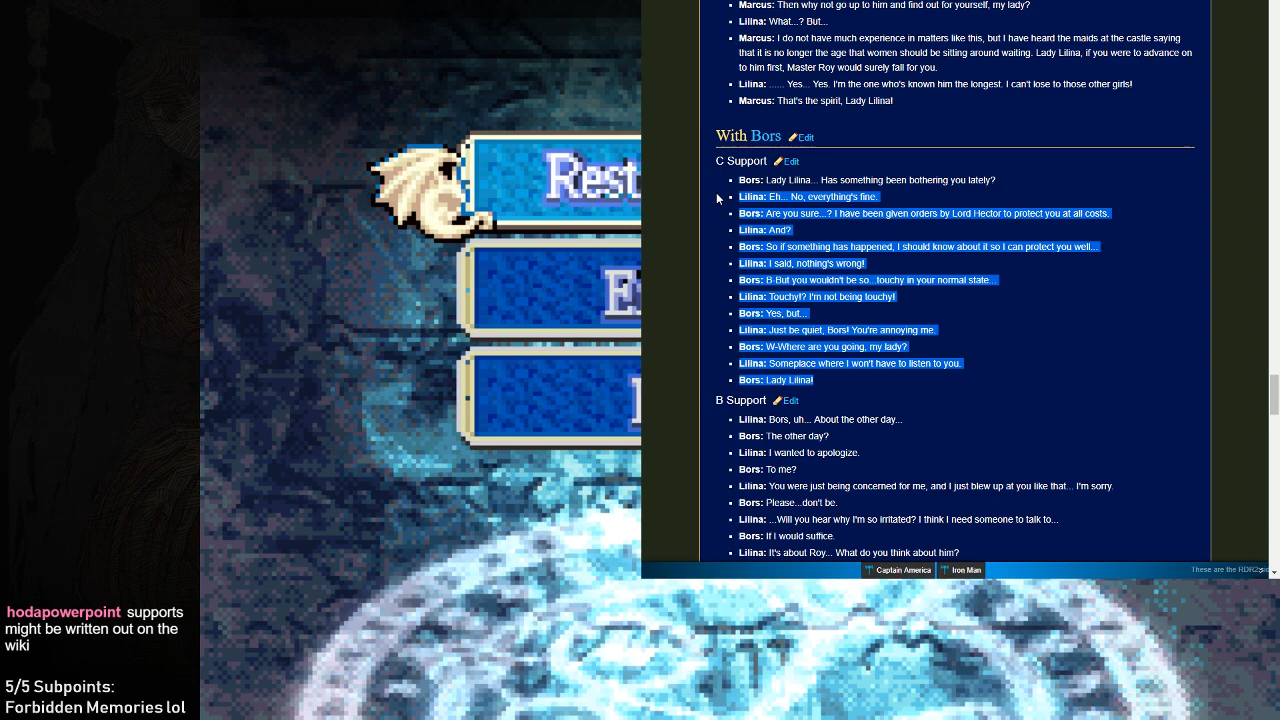 Marcus: Then why not go up to him and find out for yourself, my lady?
Lilina: What...? But...
Marcus: I do not have much experience in matters like this, but I have heard the maids at the castle saying
that it is no longer the age that women should be sitting around waiting. Lady Lilina, if you were to advance on
to him first, Master Roy would surely fall for you.
Lilina: ...... Yes... Yes. I'm the one who's known him the longest. I can't lose to those other girls!
Marcus: That's the spirit, Lady Lilina!
With Bors Edit
C Support Edit
Bors: Lady Lilina... Has something been bothering you lately?
Lilina: Eh... No, everything's fine.
Bors: Are you sure...? I have been given orders by Lord Hector to protect you at all costs.
Lilina: And?
Bors: So if something has happened, I should know about it so I can protect you well...
Lilina: I said, nothing's wrong!
Bors: B-But you wouldn't be so...touchy in your normal state...
Lilina: Touchy!? I'm not being touchy!
Bors: Yes, but...
Lilina: Just be quiet, Bors! You're annoying me.
Bors: W-Where are you going, my lady?
Lilina: Someplace where I won't have to listen to you.
Bors: Lady Lilina!
B Support Edit
Lilina: Bors, uh... About the other day...
Bors: The other day?
Lilina: I wanted to apologize.
Bors: To me?
Lilina: You were just being concerned for me, and I just blew up at you like that... I'm sorry.
Bors: Please...don't be.
Lilina: ...Will you hear why I'm so irritated? I think I need someone to talk to...
Bors: If I would suffice.
Lilina: It's about Roy... What do you think about him?
Captain America
Iron Man
These are the RDR2
Rest
hodapowerpoint supports
might be written out on the
wiki
5/5 Subpoints:
Forbidden Memories lol